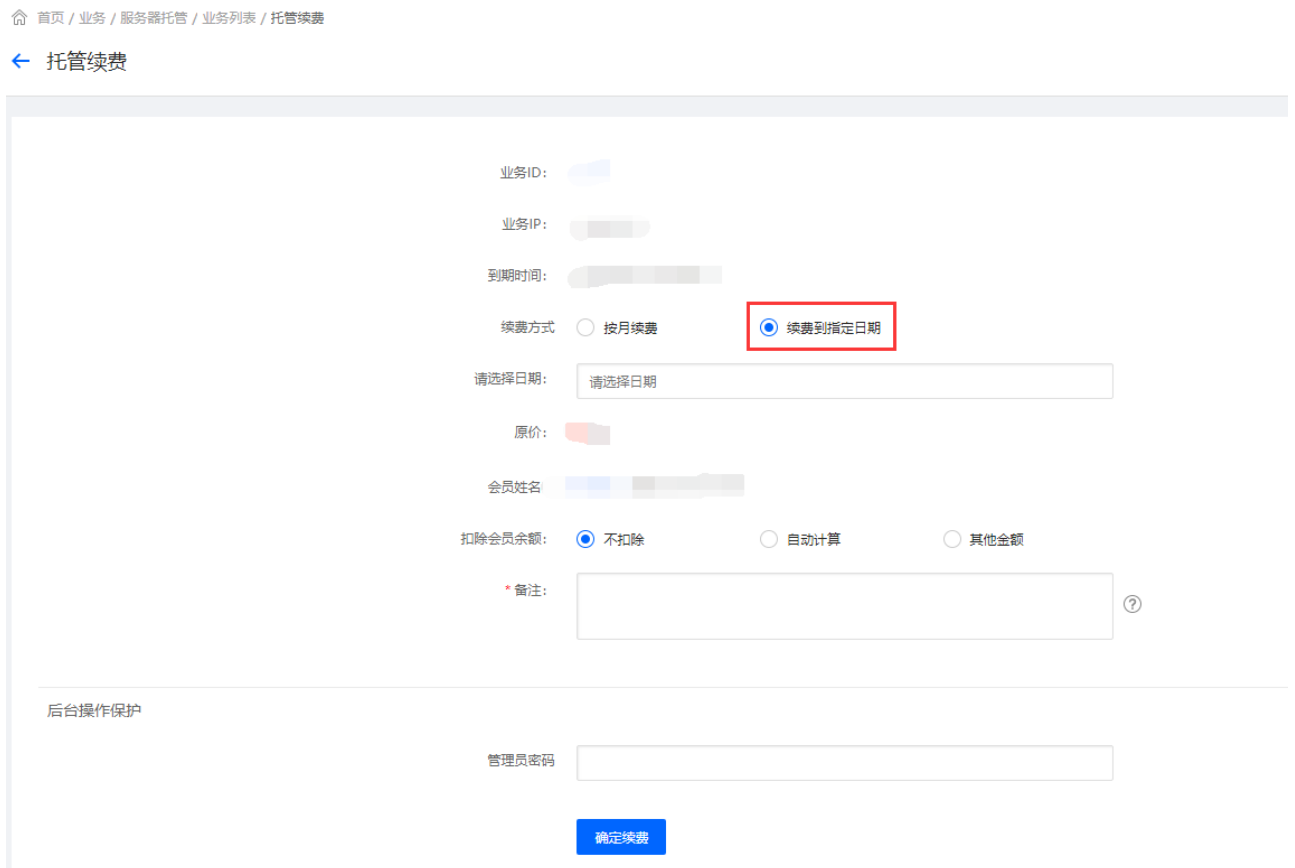 首页 / 业务 / 服务器托管 / 业务列表 / 托管续费
托管续费
业务ID:
业务IP:
到期时间:
续费方式 按月续费 续费到指定日期
请选择日期: 请选择日期
原价:
会员姓名
扣除会员余额: 不扣除 自动计算 其他金额
* 备注:
?
后台操作保护
管理员密码
确定续费